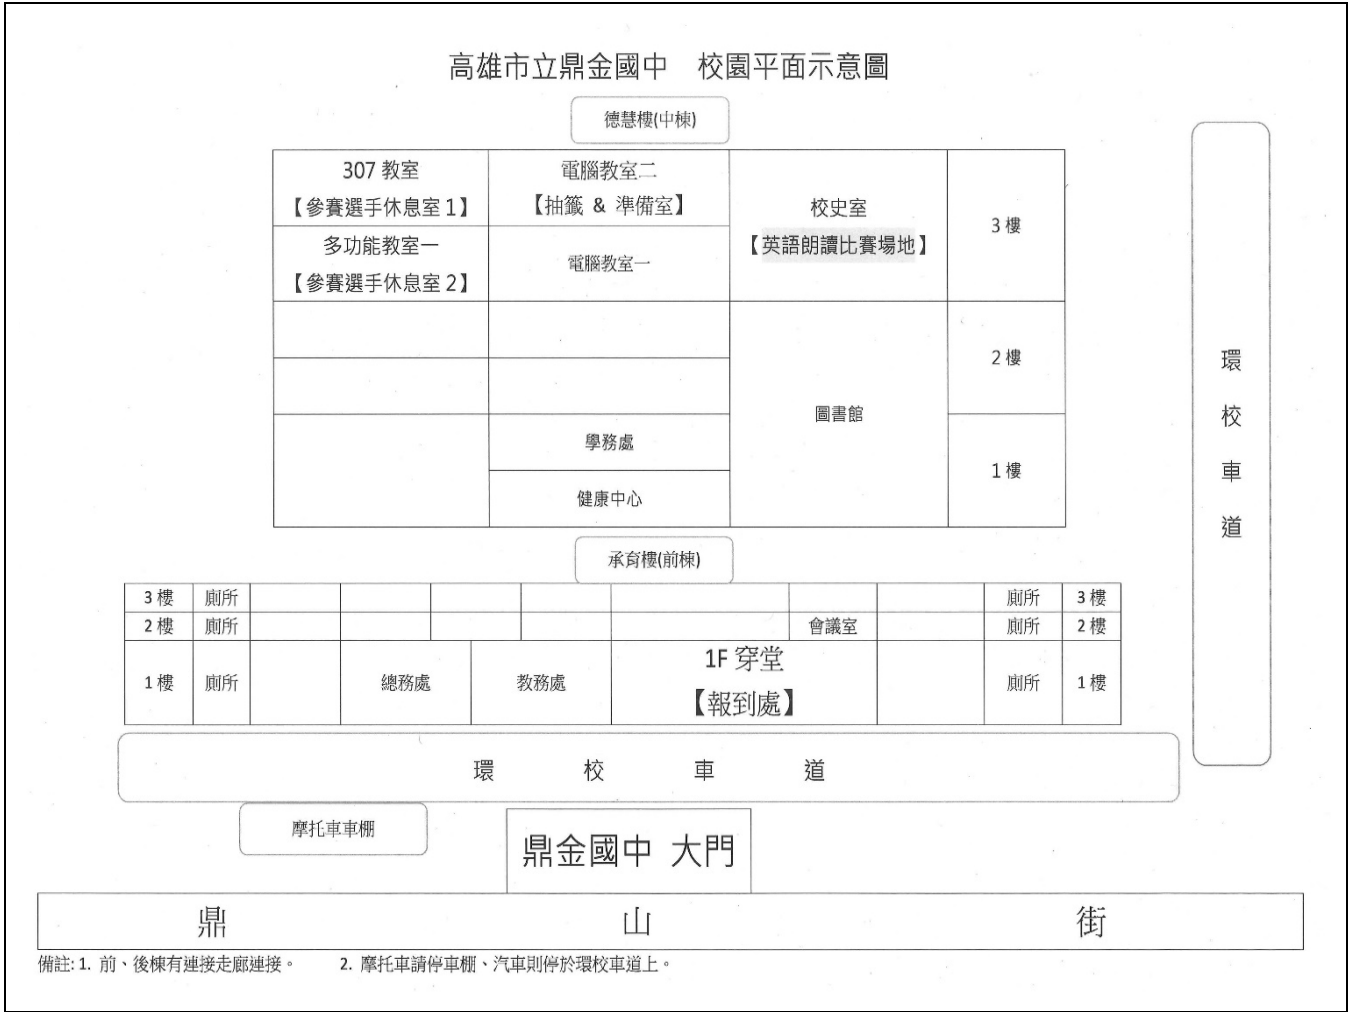 高雄市立鼎金國中 校園平面示意圖
德慧樓(中棟)
307 教室
【參賽選手休息室 1】
電腦教室二
【抽籤 & 準備室】
校史室
【英語朗讀比賽場地】
3 樓
多功能教室一
【參賽選手休息室 2】
電腦教室一
圖書館
2 樓
學務處
健康中心
1 樓
環校車道
承育樓(前棟)
3 樓 廁所 廁所 3 樓
2 樓 廁所 會議室 廁所 2 樓
1 樓 廁所 總務處 教務處 1F 穿堂 廁所 1 樓
【報到處】
環校車道
摩托車車棚
鼎金國中 大門
鼎山街
備註: 1. 前、後棟有連接走廊連接。 2. 摩托車請停車棚、汽車則停於環校車道上。